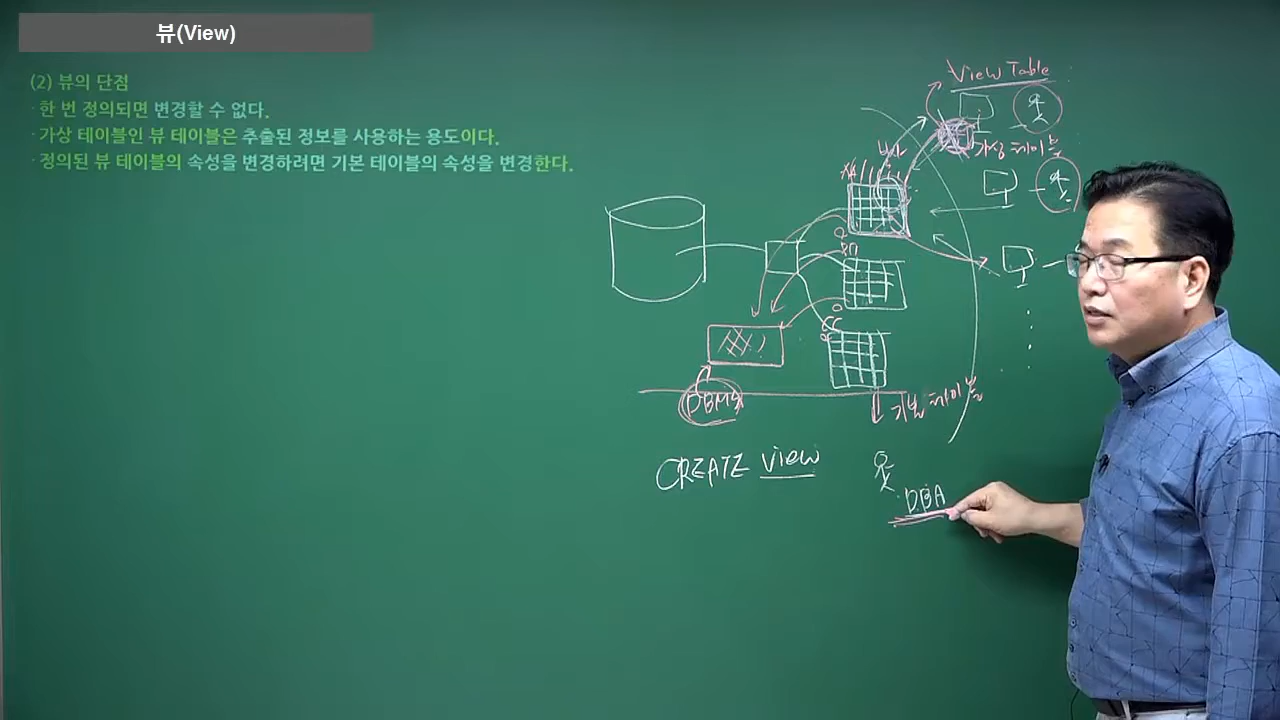 뷰(View)
(2) 뷰의 단점
· 한 번 정의되면 변경할 수 없다.
· 가상 테이블인 뷰 테이블은 추출된 정보를 사용하는 용도이다.
· 정의된 뷰 테이블의 속성을 변경하려면 기본 테이블의 속성을 변경한다.
View Table
가상 테이블
DBMS
기본 테이블
CREATE VIEW
DBA